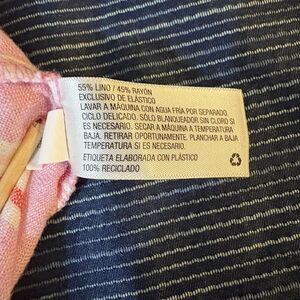 55% LINO / 45% RAYÓN
EXCLUSIVO DE ELÁSTICO
LAVAR A MÁQUINA CON AGUA FRÍA POR SEPARADO,
CICLO DELICADO. SÓLO BLANQUEADOR SIN CLORO SI
ES NECESARIO. SECAR A MÁQUINA A TEMPERATURA
BAJA. RETIRAR OPORTUNAMENTE. PLANCHAR A BAJA
TEMPERATURA SI ES NECESARIO.
ETIQUETA ELABORADA CON PLÁSTICO
100% RECICLADO